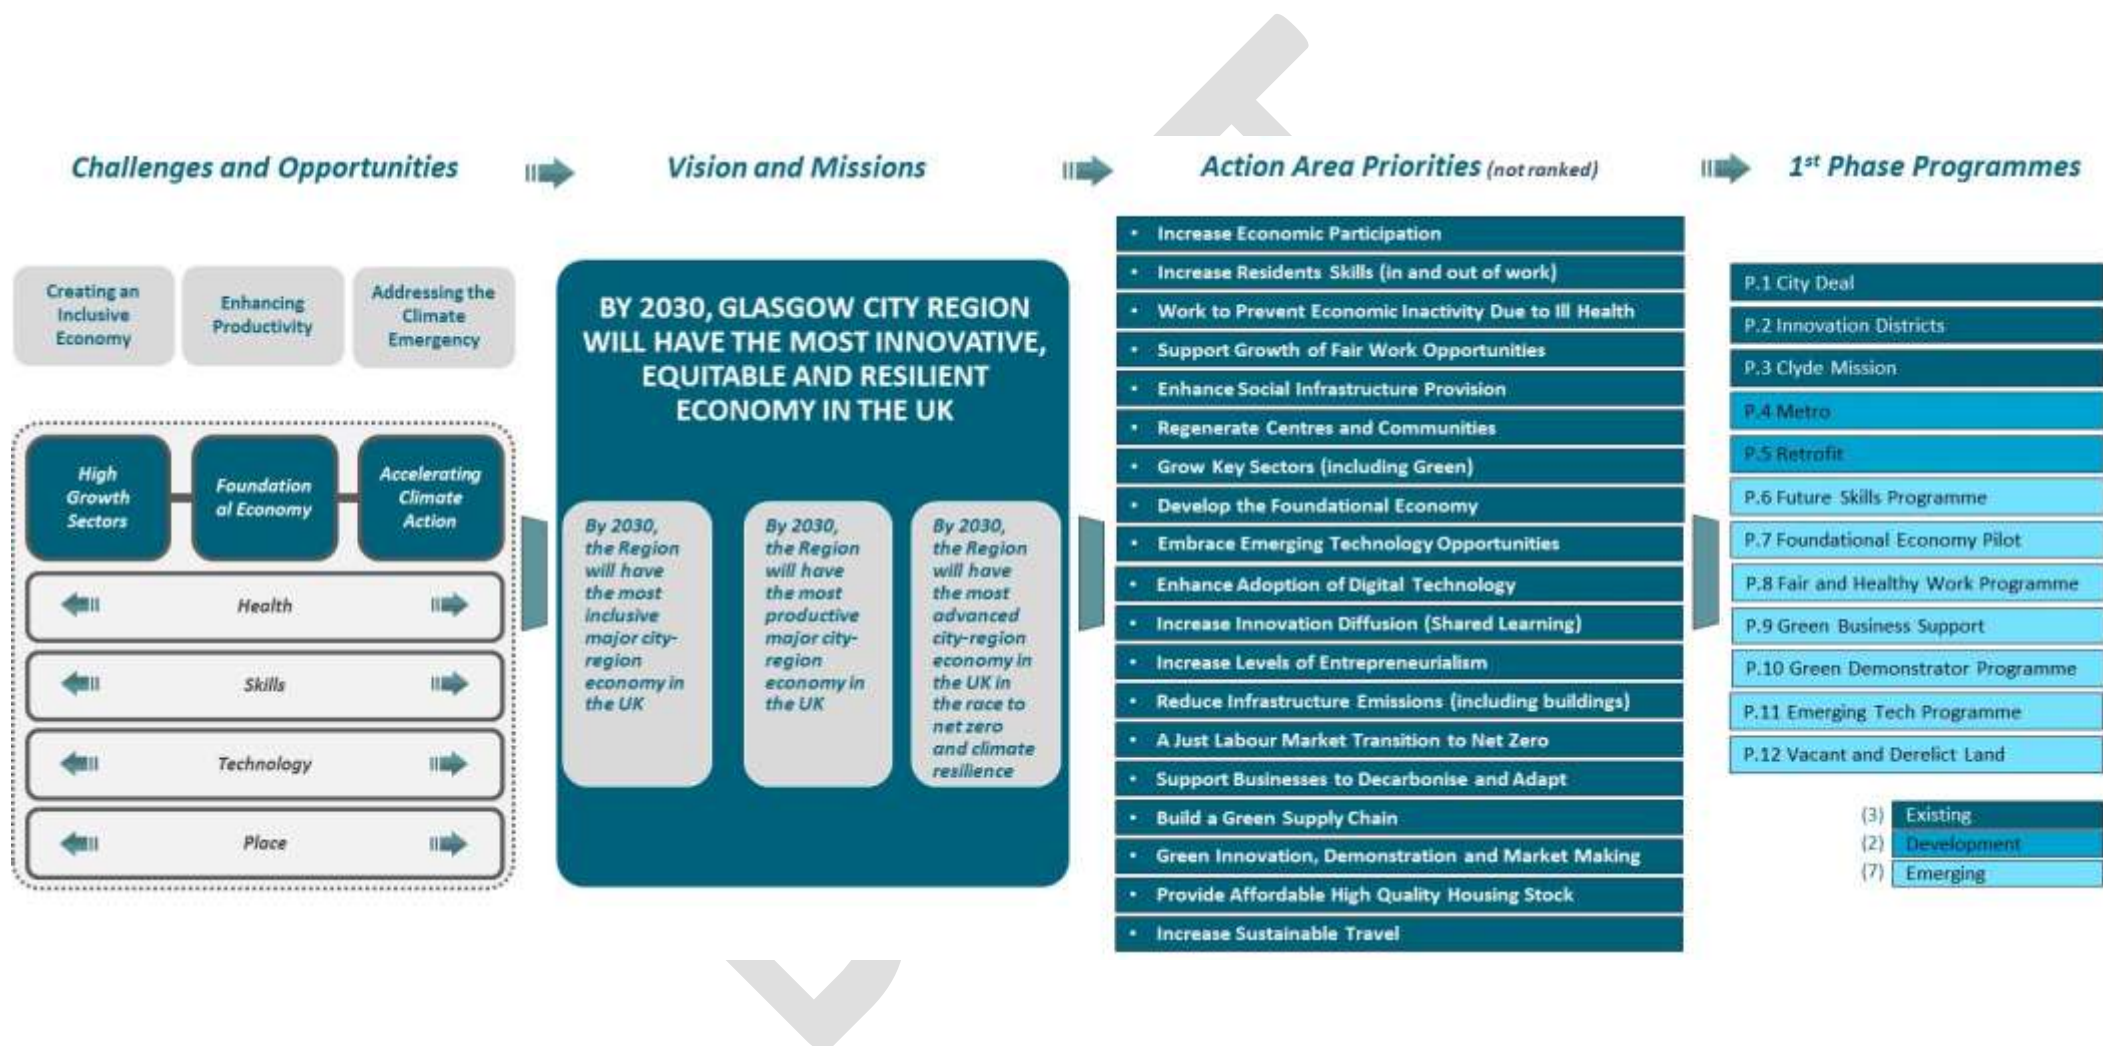 Challenges and Opportunities
Vision and Missions
Action Area Priorities (not ranked)
1st Phase Programmes
Creating an
Inclusive
Economy
Enhancing
Productivity
Addressing the
Climate
Emergency
High
Growth
Sectors
Foundation
al Economy
Accelerating
Climate
Action
Health
Skills
Technology
Place
BY 2030, GLASGOW CITY REGION
WILL HAVE THE MOST INNOVATIVE,
EQUITABLE AND RESILIENT
ECONOMY IN THE UK
By 2030,
the Region
will have
the most
inclusive
major city-
region
economy in
the UK
By 2030,
the Region
will have
the most
productive
major city-
region
economy in
the UK
By 2030,
the Region
will have
the most
advanced
city-region
economy in
the UK in
the race to
net zero
and climate
resilience
• Increase Economic Participation
• Increase Residents Skills (in and out of work)
• Work to Prevent Economic Inactivity Due to Ill Health
• Support Growth of Fair Work Opportunities
• Enhance Social Infrastructure Provision
• Regenerate Centres and Communities
• Grow Key Sectors (including Green)
• Develop the Foundational Economy
• Embrace Emerging Technology Opportunities
• Enhance Adoption of Digital Technology
• Increase Innovation Diffusion (Shared Learning)
• Increase Levels of Entrepreneurialism
• Reduce Infrastructure Emissions (including buildings)
• A Just Labour Market Transition to Net Zero
• Support Businesses to Decarbonise and Adapt
• Build a Green Supply Chain
• Green Innovation, Demonstration and Market Making
• Provide Affordable High Quality Housing Stock
• Increase Sustainable Travel
P.1 City Deal
P.2 Innovation Districts
P.3 Clyde Mission
P.4 Metro
P.5 Retrofit
P.6 Future Skills Programme
P.7 Foundational Economy Pilot
P.8 Fair and Healthy Work Programme
P.9 Green Business Support
P.10 Green Demonstrator Programme
P.11 Emerging Tech Programme
P.12 Vacant and Derelict Land
(3) Existing
(2) Development
(7) Emerging